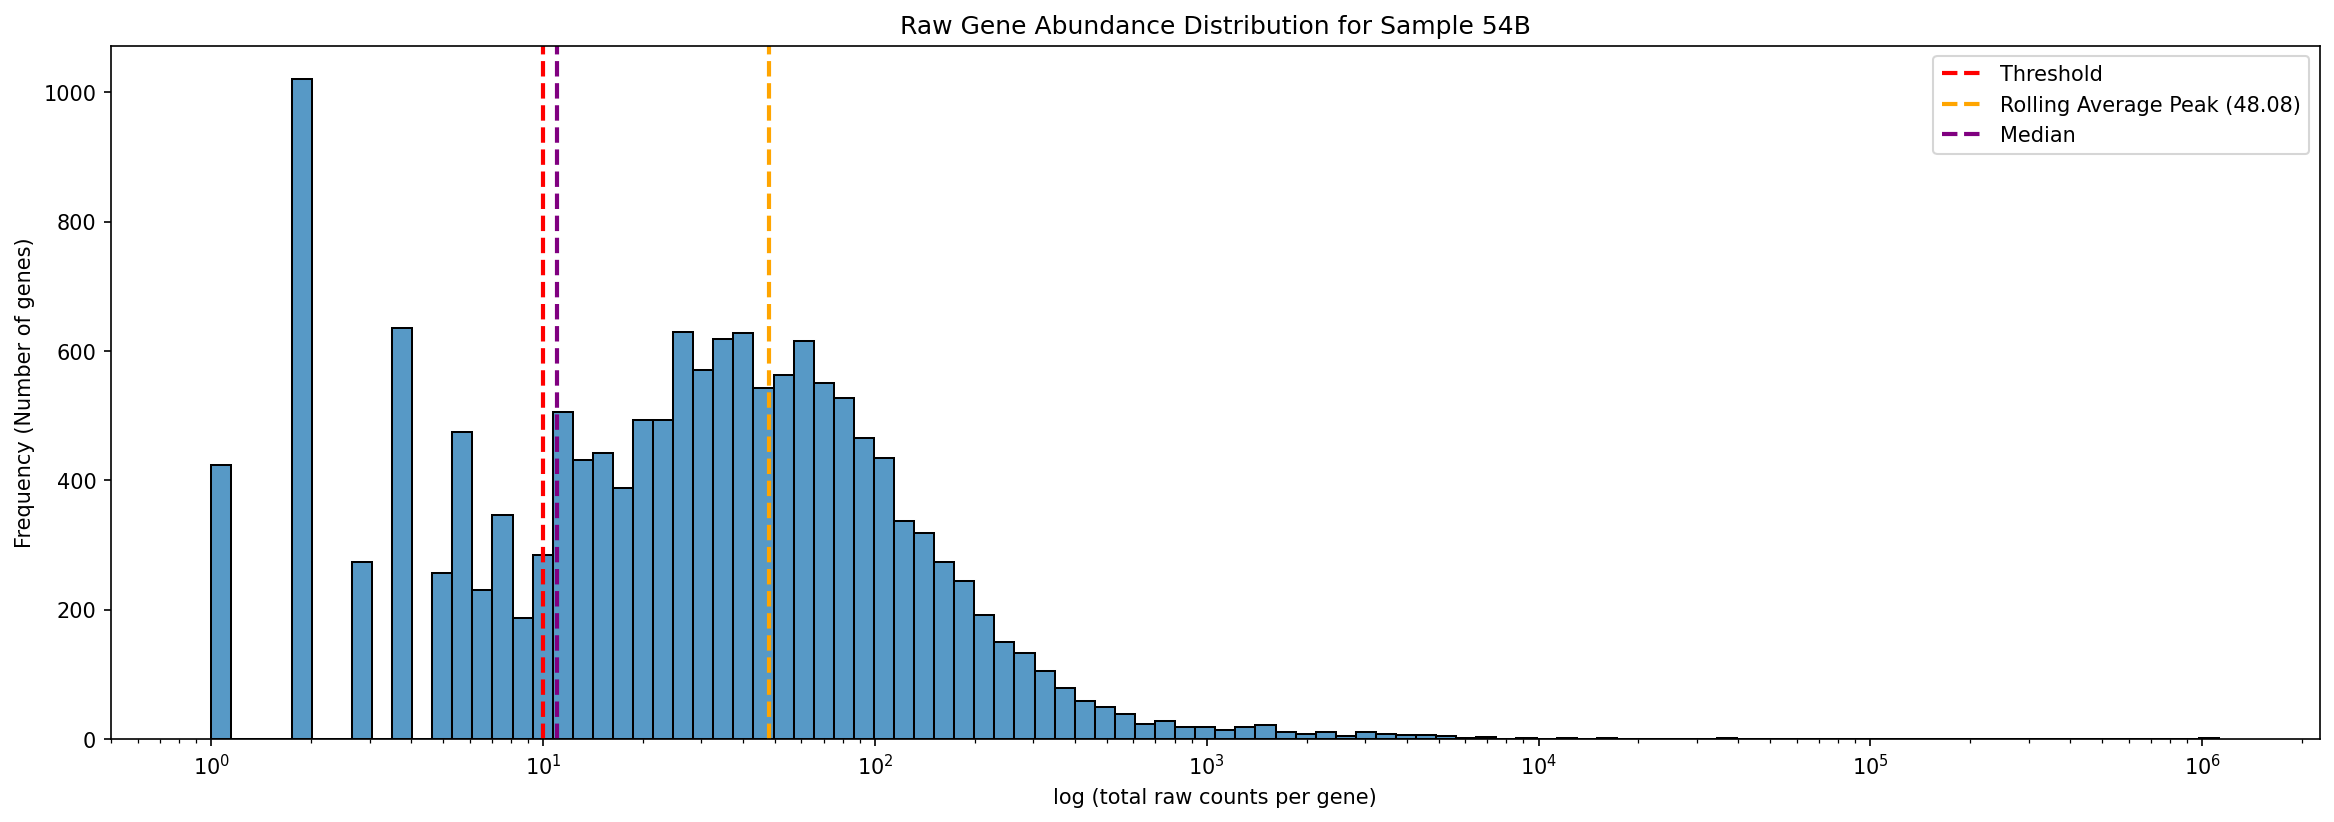 Raw Gene Abundance Distribution for Sample 54B
Threshold
Rolling Average Peak (48.08)
Median
Frequency (Number of genes)
1000
800
600
400
200
0
10⁰ 10¹ 10² 10³ 10⁴ 10⁵ 10⁶
log (total raw counts per gene)